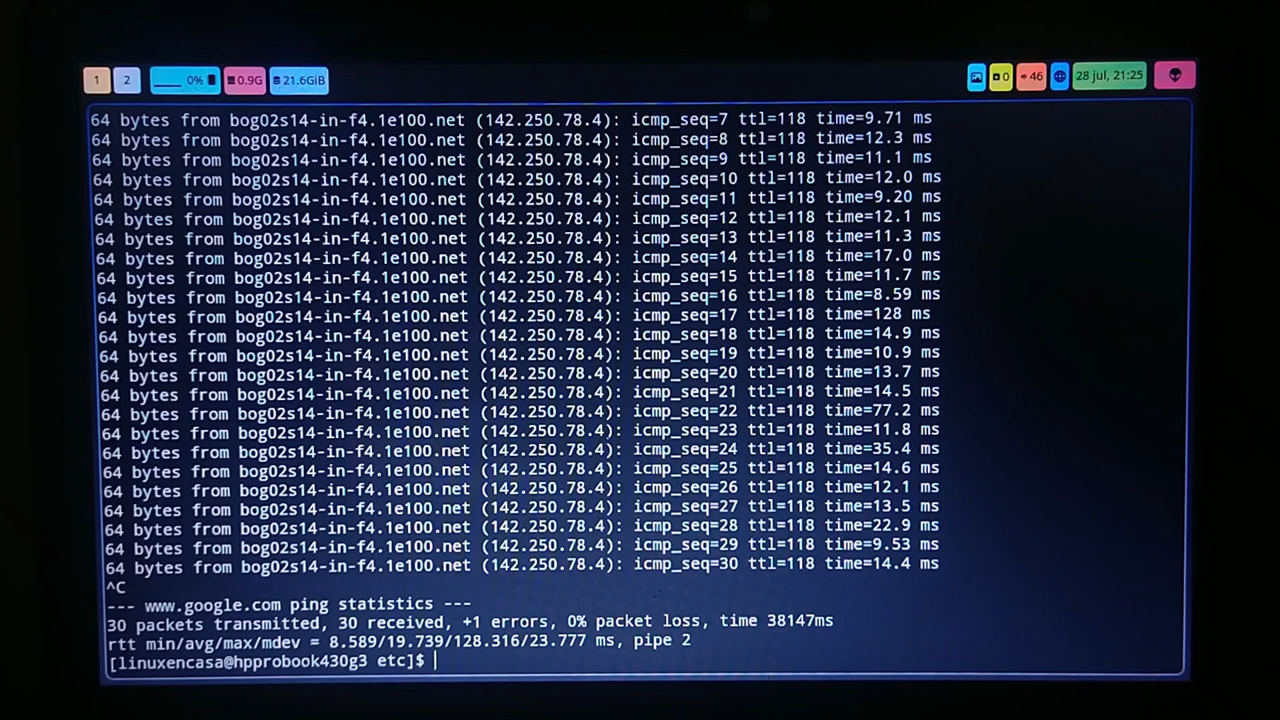 1 2 0% 0.9G 21.6GiB 0 46 28 jul, 21:25
64 bytes from bog02s14-in-f4.1e100.net (142.250.78.4): icmp_seq=7 ttl=118 time=9.71 ms
64 bytes from bog02s14-in-f4.1e100.net (142.250.78.4): icmp_seq=8 ttl=118 time=12.3 ms
64 bytes from bog02s14-in-f4.1e100.net (142.250.78.4): icmp_seq=9 ttl=118 time=11.1 ms
64 bytes from bog02s14-in-f4.1e100.net (142.250.78.4): icmp_seq=10 ttl=118 time=12.0 ms
64 bytes from bog02s14-in-f4.1e100.net (142.250.78.4): icmp_seq=11 ttl=118 time=9.20 ms
64 bytes from bog02s14-in-f4.1e100.net (142.250.78.4): icmp_seq=12 ttl=118 time=12.1 ms
64 bytes from bog02s14-in-f4.1e100.net (142.250.78.4): icmp_seq=13 ttl=118 time=11.3 ms
64 bytes from bog02s14-in-f4.1e100.net (142.250.78.4): icmp_seq=14 ttl=118 time=17.0 ms
64 bytes from bog02s14-in-f4.1e100.net (142.250.78.4): icmp_seq=15 ttl=118 time=11.7 ms
64 bytes from bog02s14-in-f4.1e100.net (142.250.78.4): icmp_seq=16 ttl=118 time=8.59 ms
64 bytes from bog02s14-in-f4.1e100.net (142.250.78.4): icmp_seq=17 ttl=118 time=128 ms
64 bytes from bog02s14-in-f4.1e100.net (142.250.78.4): icmp_seq=18 ttl=118 time=14.9 ms
64 bytes from bog02s14-in-f4.1e100.net (142.250.78.4): icmp_seq=19 ttl=118 time=10.9 ms
64 bytes from bog02s14-in-f4.1e100.net (142.250.78.4): icmp_seq=20 ttl=118 time=13.7 ms
64 bytes from bog02s14-in-f4.1e100.net (142.250.78.4): icmp_seq=21 ttl=118 time=14.5 ms
64 bytes from bog02s14-in-f4.1e100.net (142.250.78.4): icmp_seq=22 ttl=118 time=77.2 ms
64 bytes from bog02s14-in-f4.1e100.net (142.250.78.4): icmp_seq=23 ttl=118 time=11.8 ms
64 bytes from bog02s14-in-f4.1e100.net (142.250.78.4): icmp_seq=24 ttl=118 time=35.4 ms
64 bytes from bog02s14-in-f4.1e100.net (142.250.78.4): icmp_seq=25 ttl=118 time=14.6 ms
64 bytes from bog02s14-in-f4.1e100.net (142.250.78.4): icmp_seq=26 ttl=118 time=12.1 ms
64 bytes from bog02s14-in-f4.1e100.net (142.250.78.4): icmp_seq=27 ttl=118 time=13.5 ms
64 bytes from bog02s14-in-f4.1e100.net (142.250.78.4): icmp_seq=28 ttl=118 time=22.9 ms
64 bytes from bog02s14-in-f4.1e100.net (142.250.78.4): icmp_seq=29 ttl=118 time=9.53 ms
64 bytes from bog02s14-in-f4.1e100.net (142.250.78.4): icmp_seq=30 ttl=118 time=14.4 ms
^C
--- www.google.com ping statistics ---
30 packets transmitted, 30 received, +1 errors, 0% packet loss, time 38147ms
rtt min/avg/max/mdev = 8.589/19.739/128.316/23.777 ms, pipe 2
[linuxencasa@hpprobook430g3 etc]$